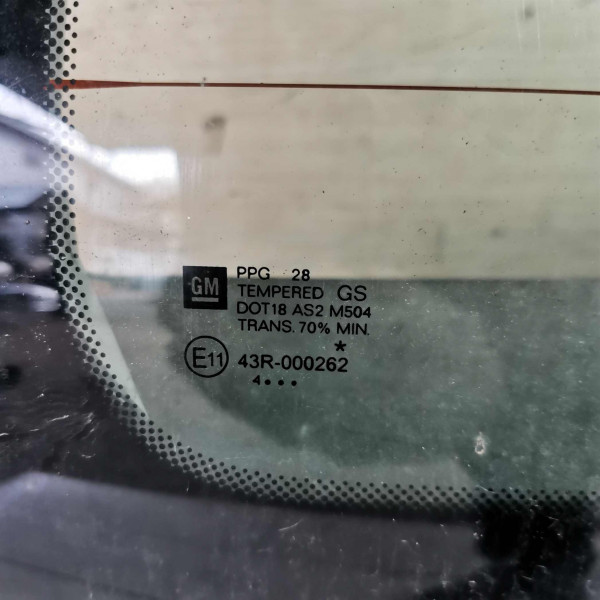 GM
PPG 28
TEMPERED GS
DOT18 AS2 M504
TRANS. 70% MIN.
*
E11 43R-000262
4•••